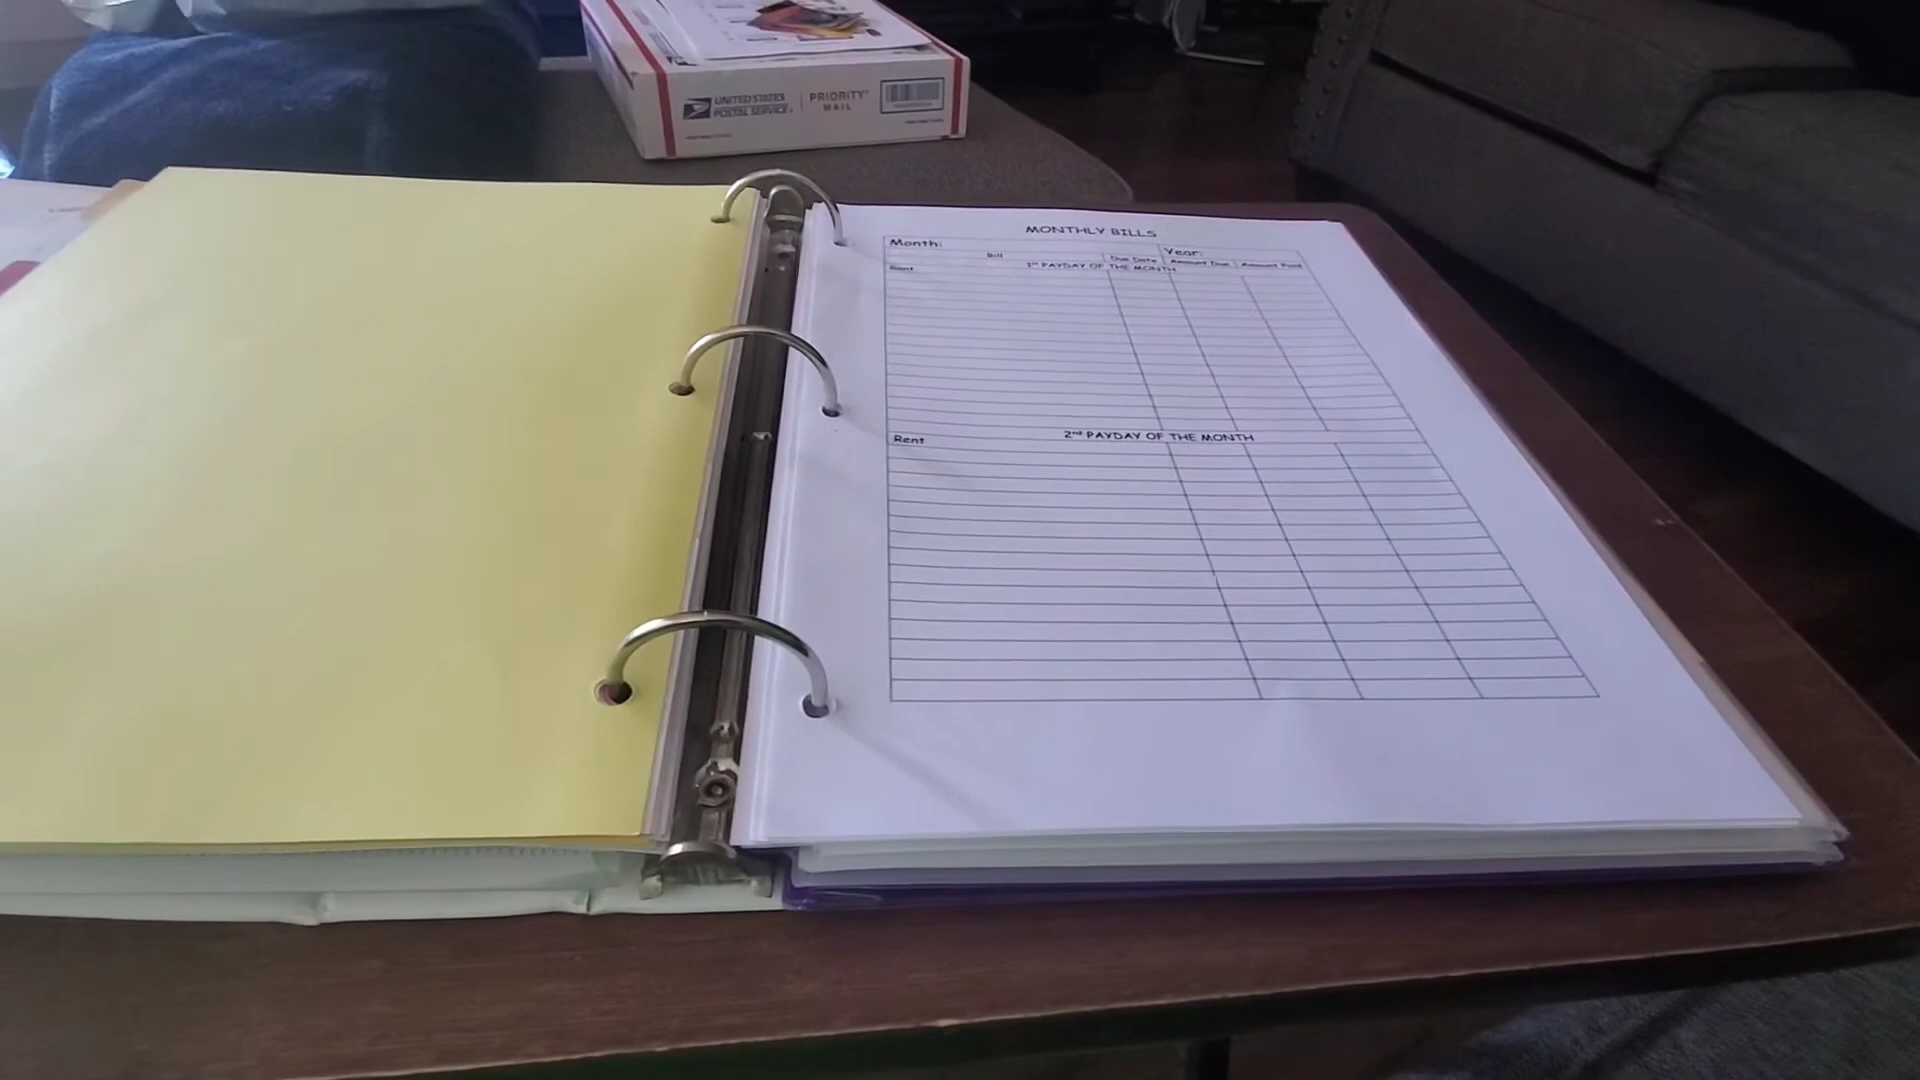 UNITED STATES
POSTAL SERVICE®
PRIORITY™
MAIL
MONTHLY BILLS
Month:
Year:
Bill
Due Date
Amount Due
Amount Paid
Rent
1st PAYDAY OF THE MONTH
Rent
2nd PAYDAY OF THE MONTH